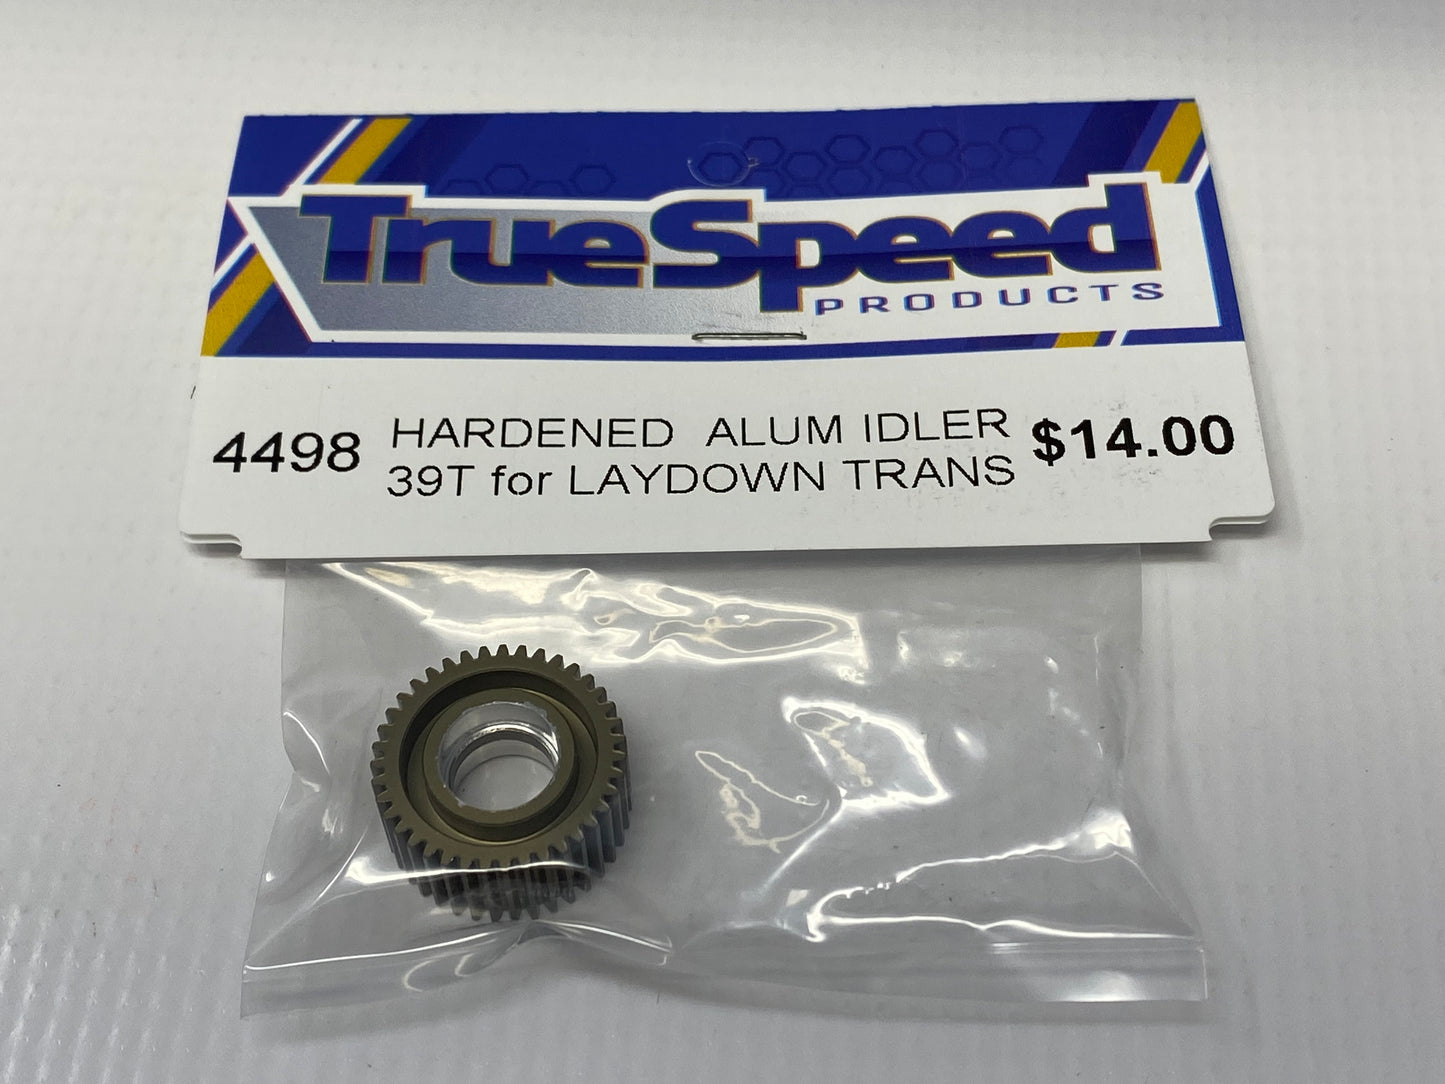 TrueSpeed
PRODUCTS
4498 HARDENED ALUM IDLER $14.00
39T for LAYDOWN TRANS